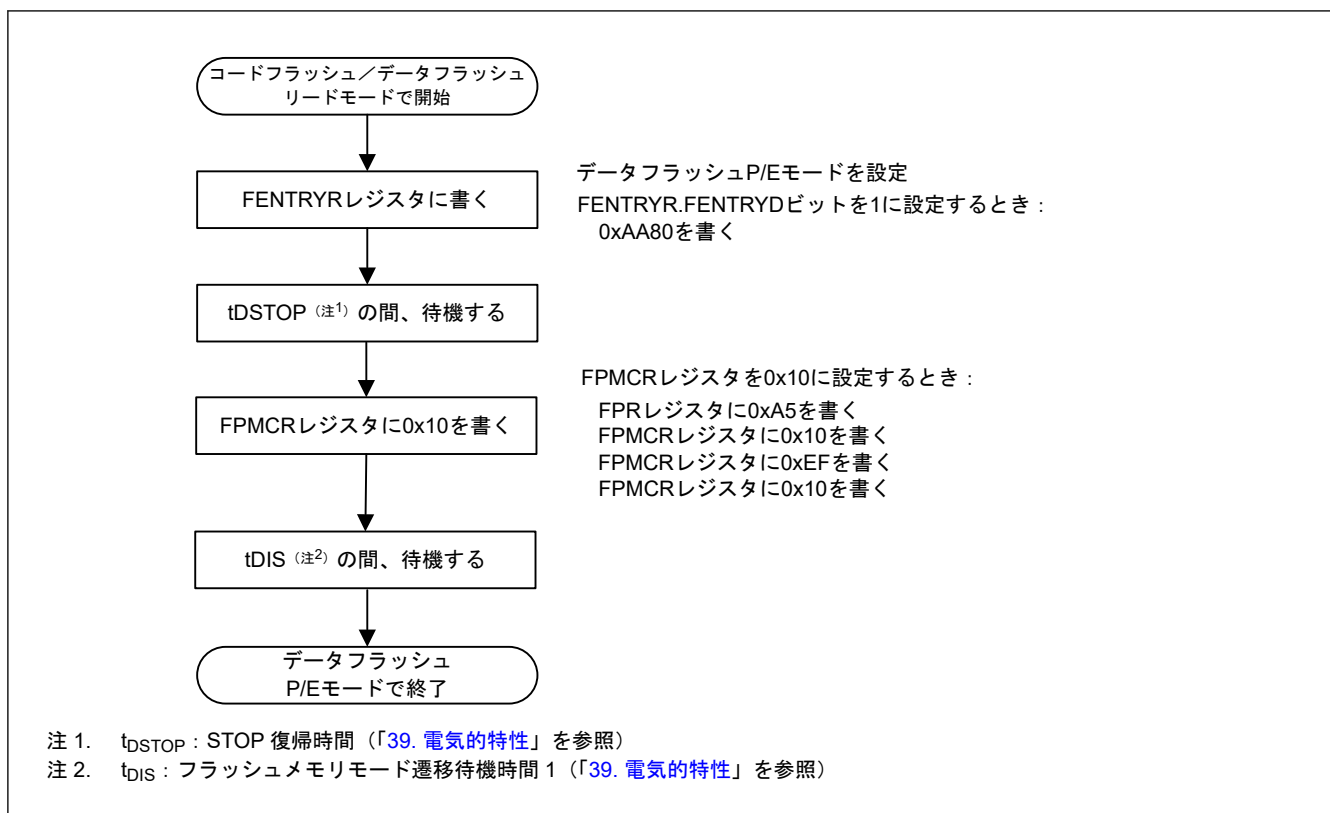 コードフラッシュ／データフラッシュ
リードモードで開始
FENTRYRレジスタに書く
データフラッシュP/Eモードを設定
FENTRYR.FENTRYDビットを1に設定するとき：
0xAA80を書く
tDSTOP（注1）の間、待機する
FPMCRレジスタに0x10を書く
FPMCRレジスタを0x10に設定するとき：
FPRレジスタに0xA5を書く
FPMCRレジスタに0x10を書く
FPMCRレジスタに0xEFを書く
FPMCRレジスタに0x10を書く
tDIS（注2）の間、待機する
データフラッシュ
P/Eモードで終了
注 1. tDSTOP：STOP 復帰時間（「39. 電気的特性」を参照）
注 2. tDIS：フラッシュメモリモード遷移待機時間 1（「39. 電気的特性」を参照）